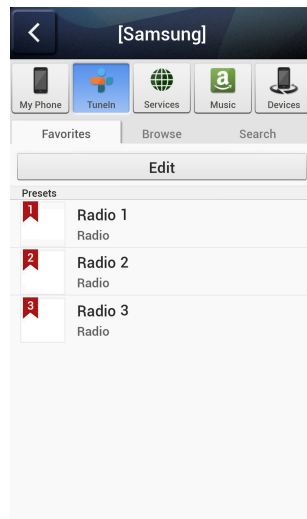 [Samsung]
My Phone
TuneIn
Services
a
Music
Devices
Favorites
Browse
Search
Edit
Presets
1
Radio 1
Radio
2
Radio 2
Radio
3
Radio 3
Radio